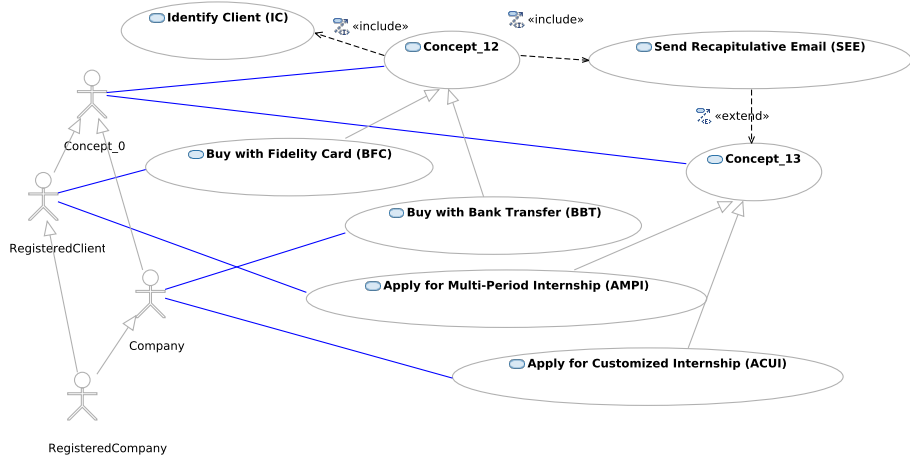 Identify Client (IC)
«include»
«include»
Concept_12
Send Recapitulative Email (SEE)
«extend»
Concept_0
Buy with Fidelity Card (BFC)
Concept_13
Buy with Bank Transfer (BBT)
RegisteredClient
Apply for Multi-Period Internship (AMPI)
Company
Apply for Customized Internship (ACUI)
RegisteredCompany